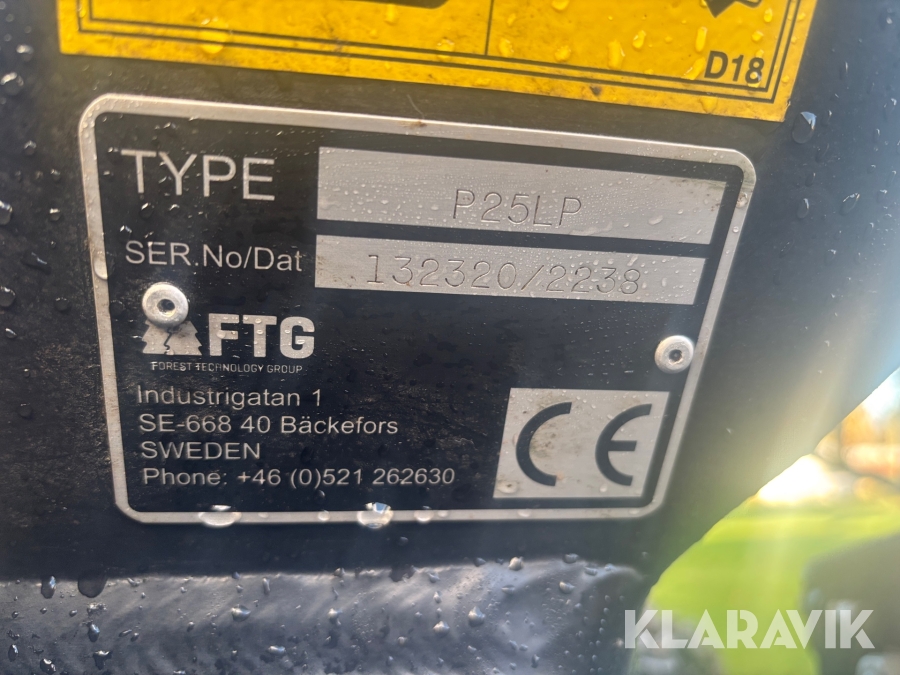 D18
TYPE P25LP
SER.No/Dat 132320/2238
FTG
FOREST TECHNOLOGY GROUP
Industrigatan 1
SE-668 40 Bäckefors
SWEDEN
Phone: +46 (0)521 262630
CE
KLARAVIK